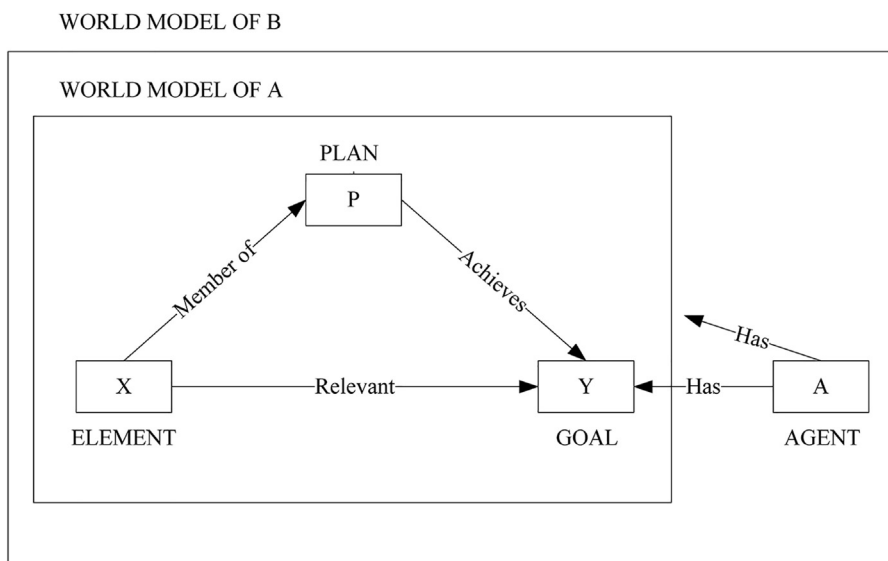 WORLD MODEL OF B
WORLD MODEL OF A
PLAN
P
Member of
Achieves
Has
X
Relevant
Y
Has
A
ELEMENT
GOAL
AGENT